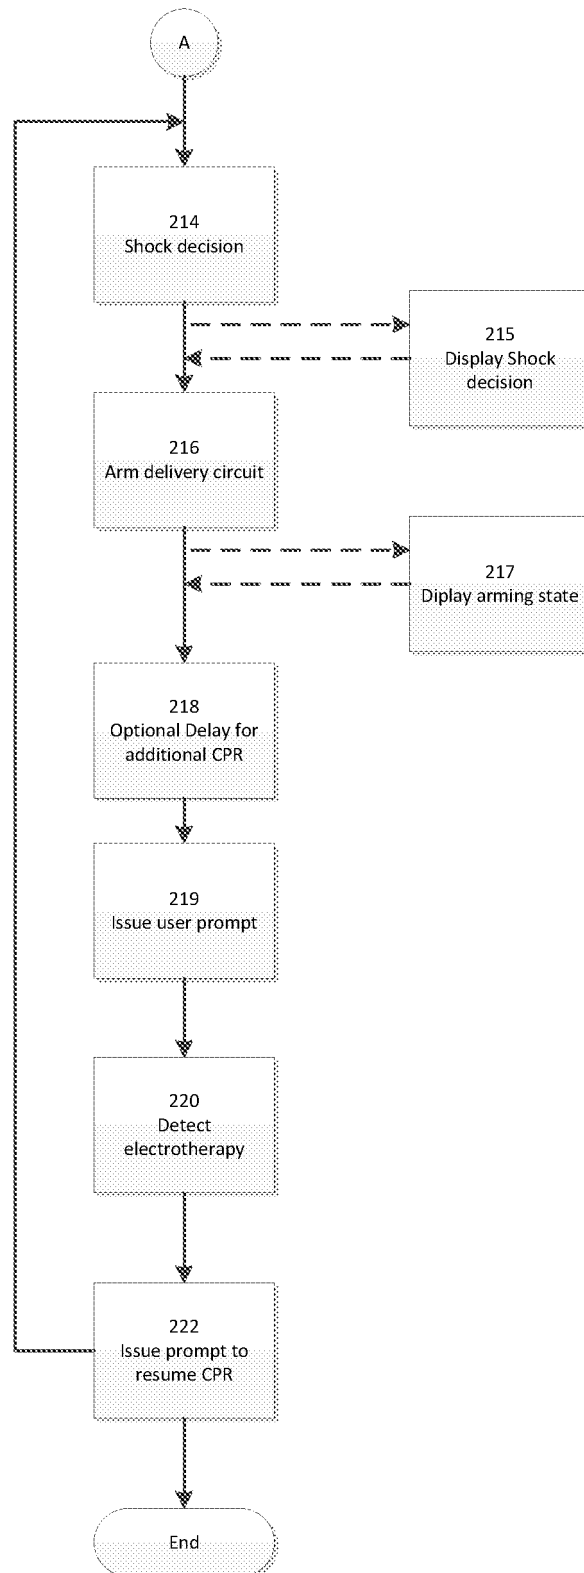 A
214
Shock decision
215
Display Shock
decision
216
Arm delivery circuit
217
Diplay arming state
218
Optional Delay for
additional CPR
219
Issue user prompt
220
Detect
electrotherapy
222
Issue prompt to
resume CPR
End